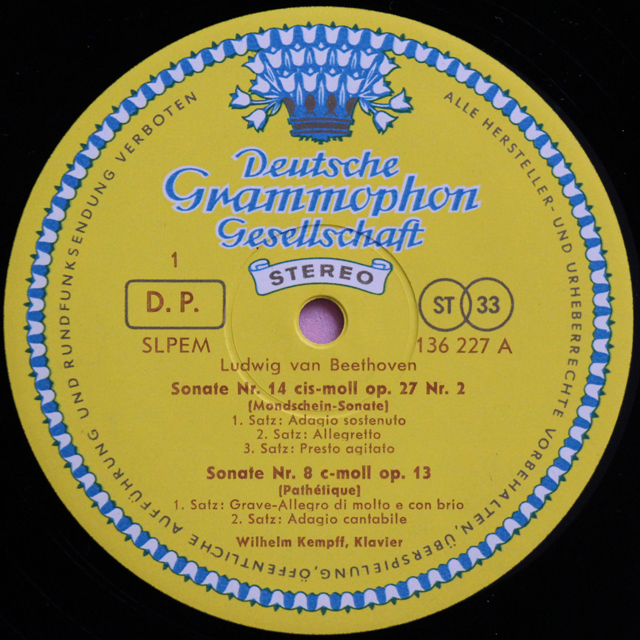 Deutsche
Grammophon
Gesellschaft
STEREO
1
D. P.
ST 33
SLPEM
136 227 A
Ludwig van Beethoven
Sonate Nr. 14 cis-moll op. 27 Nr. 2
(Mondschein-Sonate)
1. Satz: Adagio sostenuto
2. Satz: Allegretto
3. Satz: Presto agitato
Sonate Nr. 8 c-moll op. 13
(Pathétique)
1. Satz: Grave-Allegro di molto e con brio
2. Satz: Adagio cantabile
Wilhelm Kempff, Klavier
ALLE HERSTELLER- UND URHEBERRECHTE VORBEHALTEN, ÜBERSPIELUNG, ÖFFENTLICHE AUFFÜHRUNG UND RUNDFUNKSENDUNG VERBOTEN